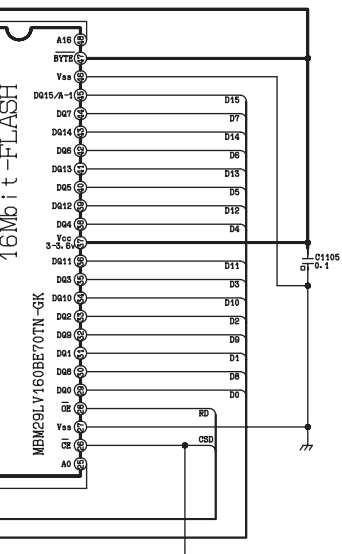 A16 48
BYTE 47
Vss 46
DQ15/A-1 45 D15
DQ7 44 D7
DQ14 43 D14
DQ6 42 D6
DQ13 41 D13
DQ5 40 D5
DQ12 39 D12
DQ4 38 D4
Vcc
3-3.6v 37
C1105
0.1
DQ11 36 D11
DQ3 35 D3
DQ10 34 D10
DQ2 33 D2
DQ9 32 D9
DQ1 31 D1
DQ8 30 D8
DQ0 29 D0
OE 28 RD
Vss 27
CE 26 CSD
A0 25
16Mbit-FLASH
MBM29LV160BE70TN-GK